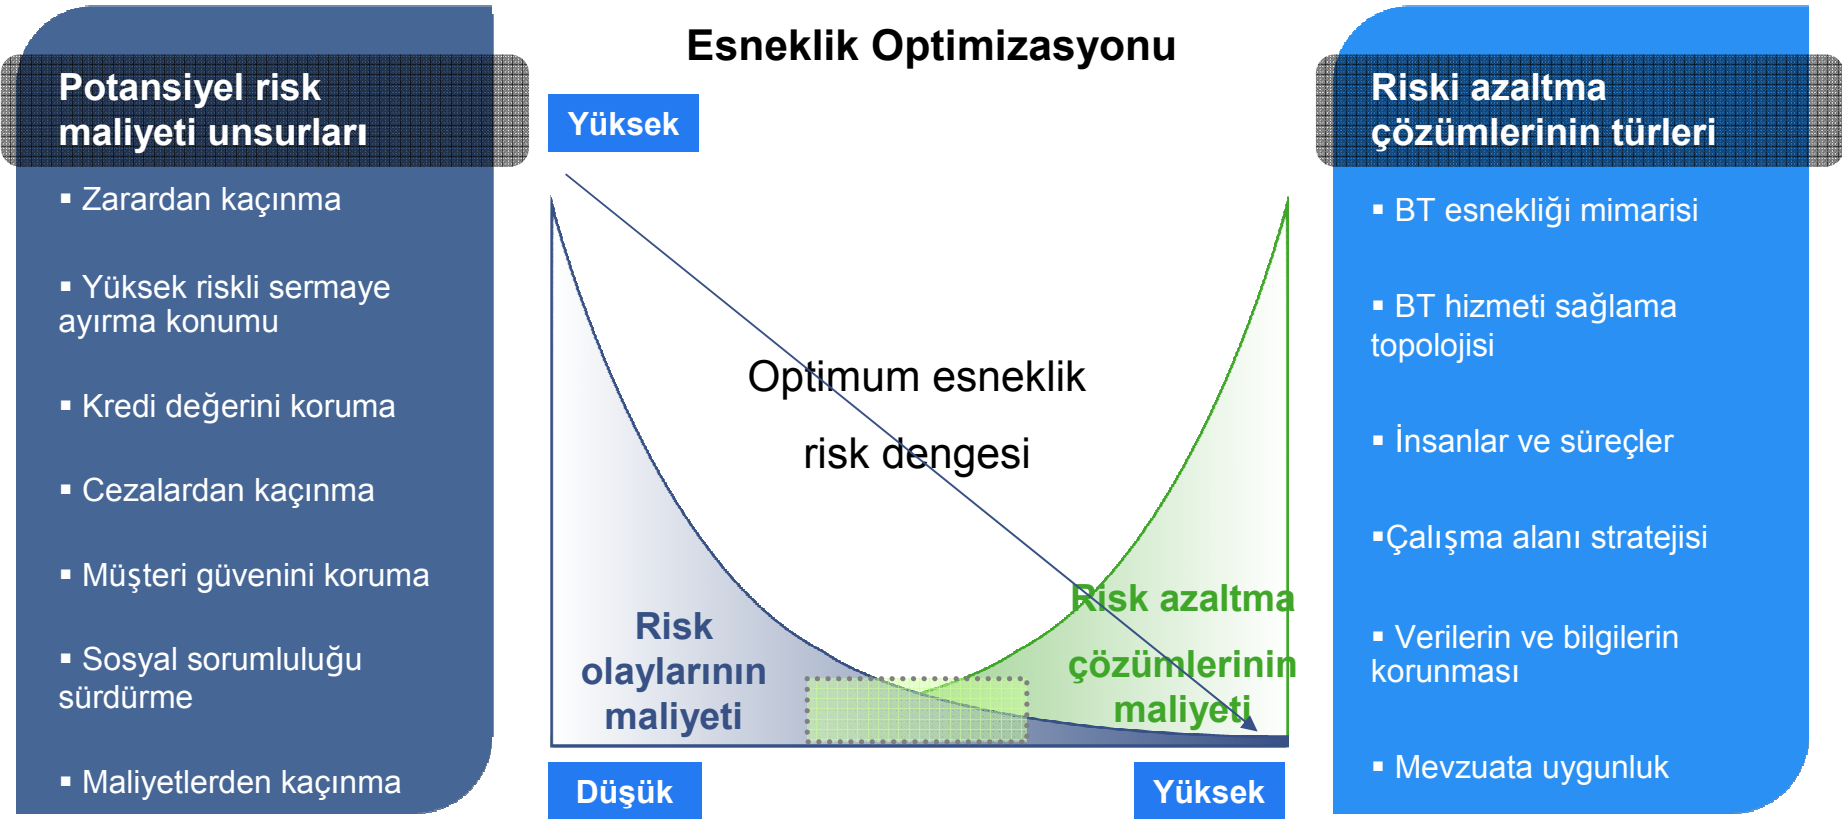 Esneklik Optimizasyonu
Potansiyel risk
maliyeti unsurları
▪ Zarardan kaçınma
▪ Yüksek riskli sermaye
ayırma konumu
▪ Kredi değerini koruma
▪ Cezalardan kaçınma
▪ Müşteri güvenini koruma
▪ Sosyal sorumluluğu
sürdürme
▪ Maliyetlerden kaçınma
Yüksek
Optimum esneklik
risk dengesi
Risk
olaylarının
maliyeti
Risk azaltma
çözümlerinin
maliyeti
Düşük
Yüksek
Riski azaltma
çözümlerinin türleri
▪ BT esnekliği mimarisi
▪ BT hizmeti sağlama
topolojisi
▪ İnsanlar ve süreçler
▪Çalışma alanı stratejisi
▪ Verilerin ve bilgilerin
korunması
▪ Mevzuata uygunluk